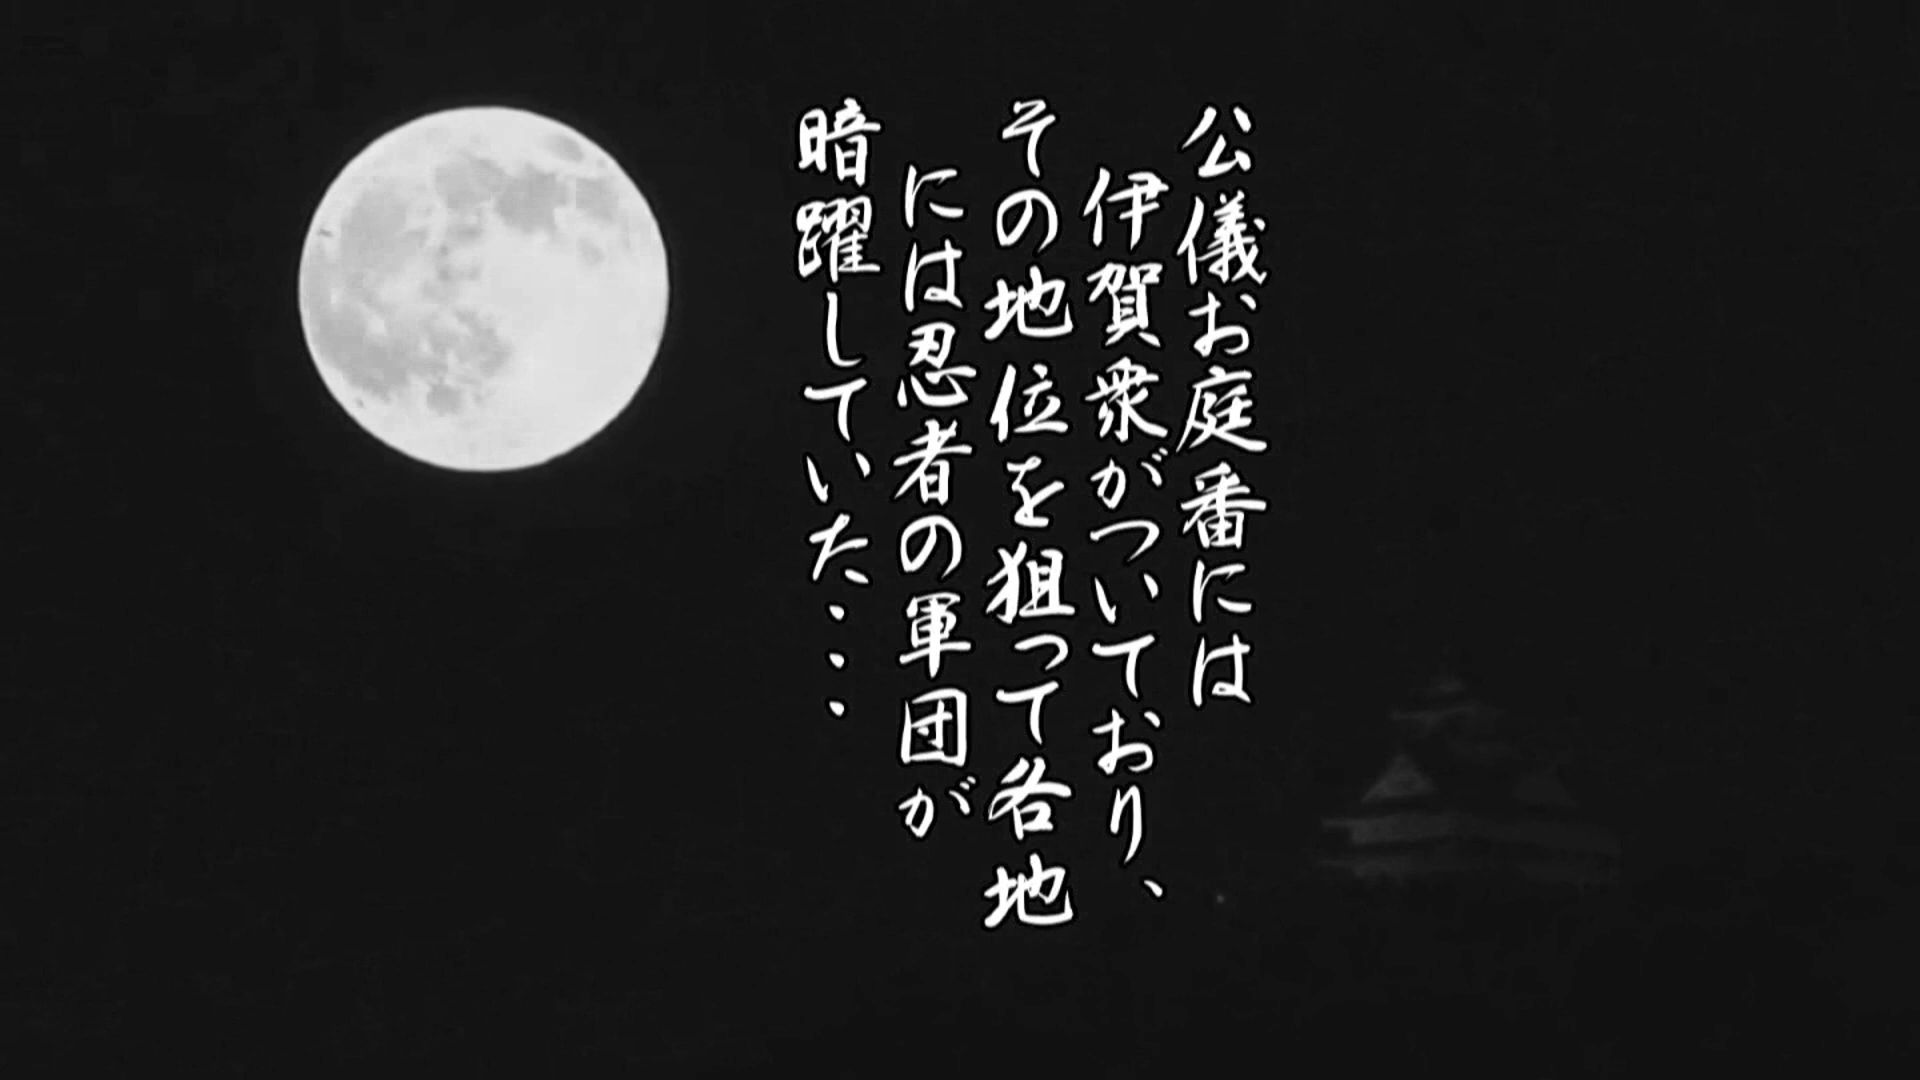 公儀お庭番には
伊賀衆がついており、
その地位を狙って各地
には忍者の軍団が
暗躍していた・・・